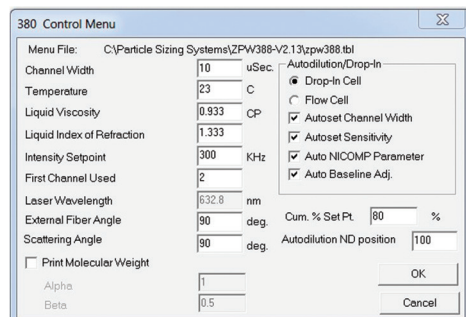 380 Control Menu
Menu File: C:\Particle Sizing Systems\ZPW388-V2.13\zpw388.tbl
Channel Width 10 uSec.
Temperature 23 C
Liquid Viscosity 0.933 CP
Liquid Index of Refraction 1.333
Intensity Setpoint 300 KHz
First Channel Used 2
Laser Wavelength 632.8 nm
External Fiber Angle 90 deg.
Scattering Angle 90 deg.
Print Molecular Weight
Alpha 1
Beta 0.5
Autodilution/Drop-In
Drop-In Cell
Flow Cell
Autoset Channel Width
Autoset Sensitivity
Auto NICOMP Parameter
Auto Baseline Adj.
Cum. % Set Pt. 80 %
Autodilution ND position 100
OK
Cancel